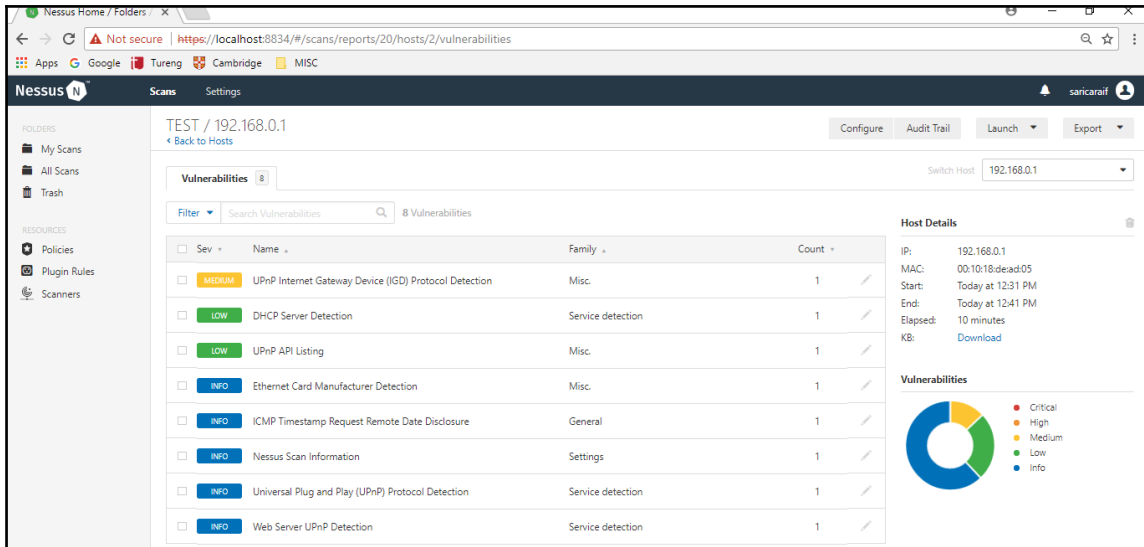 Nessus Home / Folders /
Not secure | https://localhost:8834/#/scans/reports/20/hosts/2/vulnerabilities
Apps Google Tureng Cambridge MISC
Nessus N Scans Settings saricaraif
FOLDERS
My Scans
All Scans
Trash
RESOURCES
Policies
Plugin Rules
Scanners
TEST / 192.168.0.1
Back to Hosts
Configure Audit Trail Launch Export
Vulnerabilities 8
Switch Host 192.168.0.1
Filter Search Vulnerabilities 8 Vulnerabilities
Sev Name Family Count
MEDIUM UPnP Internet Gateway Device (IGD) Protocol Detection Misc. 1
LOW DHCP Server Detection Service detection 1
LOW UPnP API Listing Misc. 1
INFO Ethernet Card Manufacturer Detection Misc. 1
INFO ICMP Timestamp Request Remote Date Disclosure General 1
INFO Nessus Scan Information Settings 1
INFO Universal Plug and Play (UPnP) Protocol Detection Service detection 1
INFO Web Server UPnP Detection Service detection 1
Host Details
IP: 192.168.0.1
MAC: 00:10:18:de:ad:05
Start: Today at 12:31 PM
End: Today at 12:41 PM
Elapsed: 10 minutes
KB: Download
Vulnerabilities
Critical
High
Medium
Low
Info